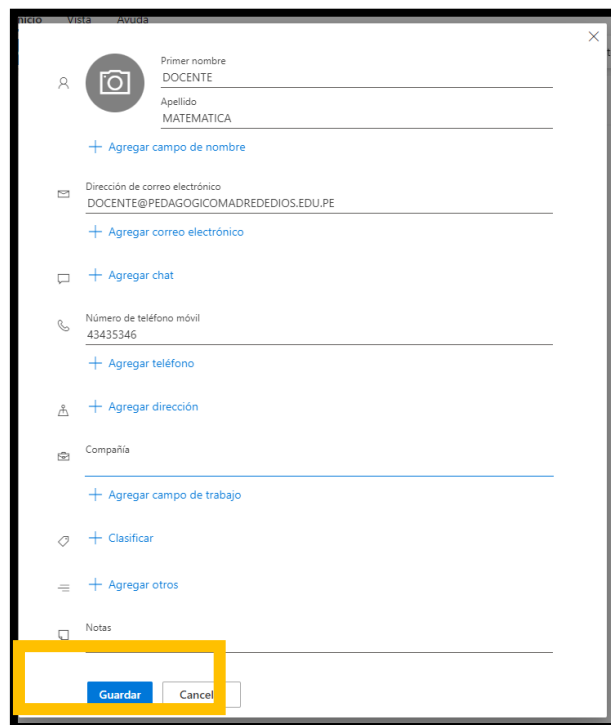 Inicio Vista Ayuda
Primer nombre
DOCENTE
Apellido
MATEMATICA
Agregar campo de nombre
Dirección de correo electrónico
DOCENTE@PEDAGOGICOMADREDEDIOS.EDU.PE
Agregar correo electrónico
Agregar chat
Número de teléfono móvil
43435346
Agregar teléfono
Agregar dirección
Compañía
Agregar campo de trabajo
Clasificar
Agregar otros
Notas
Guardar Cancel